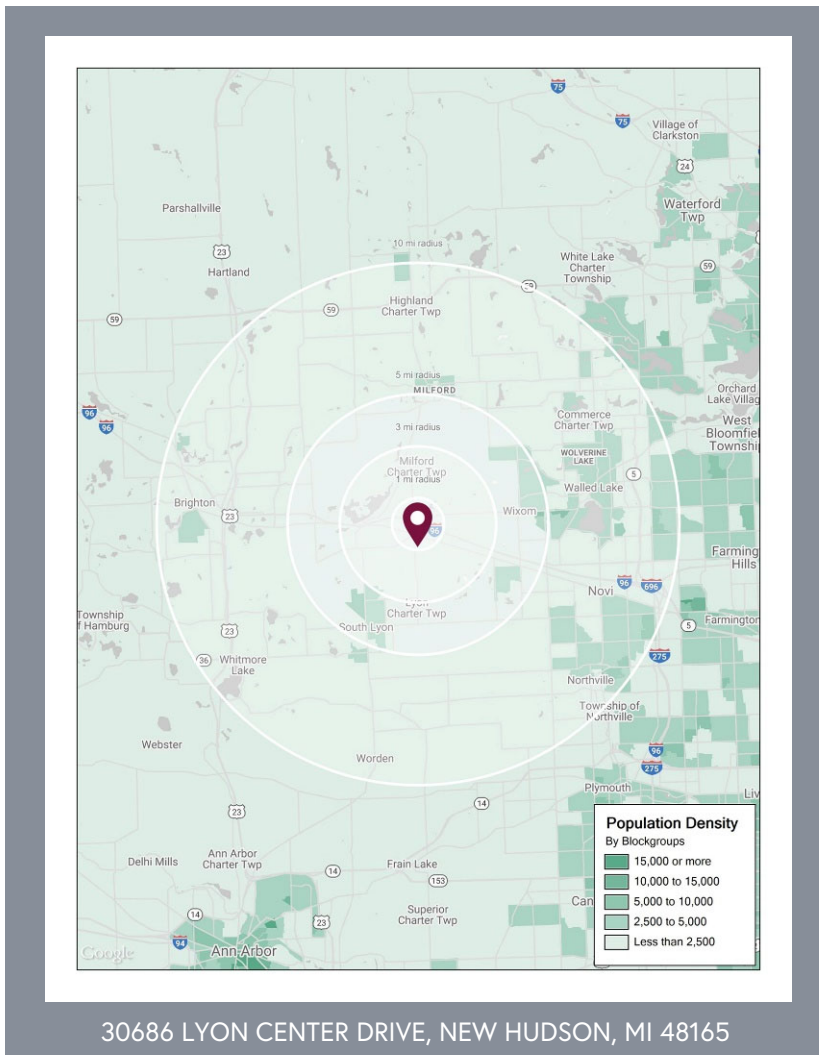 75
75
Village of
Clarkston
24
Parshallville
Waterford
Twp
23
10 mi radius
White Lake
Charter
Township
59
Hartland
59
Highland
Charter Twp
59
59
5 mi radius
MILFORD
Orchard
Lake Villag
96
96
3 mi radius
Commerce
Charter Twp
West
Bloomfiel
Township
WOLVERINE
LAKE
Milford
Charter Twp
1 mi radius
5
Walled Lake
Brighton
23
Wixom
96
Farming
Hills
96
696
Novi
Lyon
Charter Twp
Township
of Hamburg
23
South Lyon
5
Farmington
36
Whitmore
Lake
275
Northville
Township of
Northville
Webster
Worden
96
275
Plymouth
Liv
14
23
Population Density
By Blockgroups
15,000 or more
10,000 to 15,000
5,000 to 10,000
2,500 to 5,000
Less than 2,500
Delhi Mills
Ann Arbor
Charter Twp
14
Frain Lake
153
Can
14
23
Superior
Charter Twp
94
Ann Arbor
Google
30686 LYON CENTER DRIVE, NEW HUDSON, MI 48165